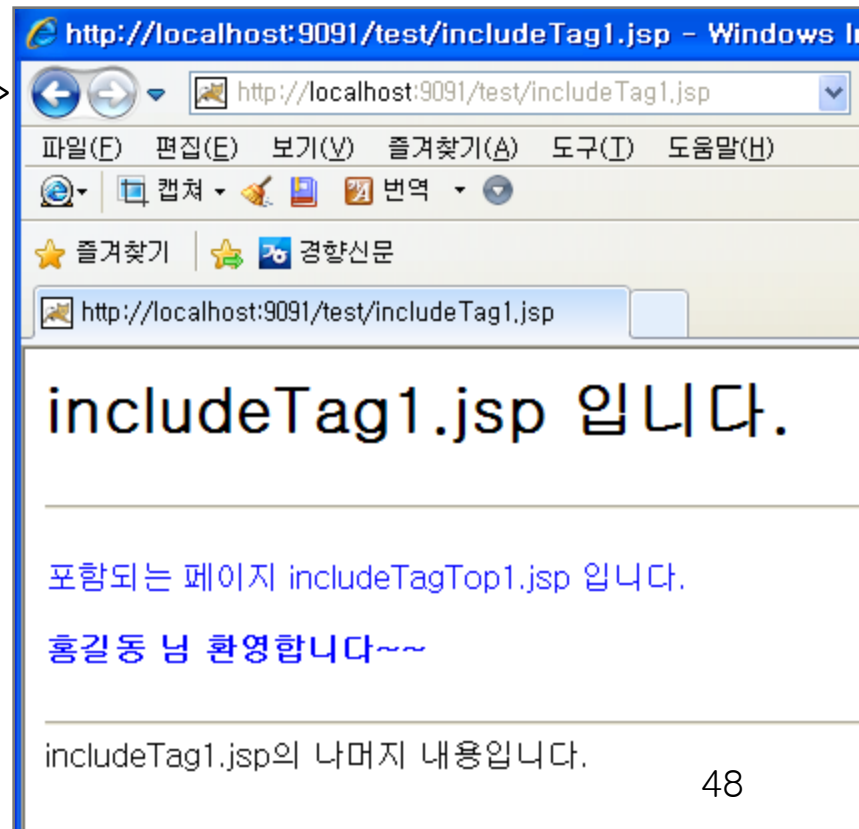 http://localhost:9091/test/includeTag1.jsp - Windows I
http://localhost:9091/test/includeTag1.jsp
파일(F) 편집(E) 보기(V) 즐겨찾기(A) 도구(T) 도움말(H)
캡쳐 번역
즐겨찾기 경향신문
http://localhost:9091/test/includeTag1.jsp
includeTag1.jsp 입니다.
포함되는 페이지 includeTagTop1.jsp 입니다.
홍길동 님 환영합니다~~
includeTag1.jsp의 나머지 내용입니다.
48